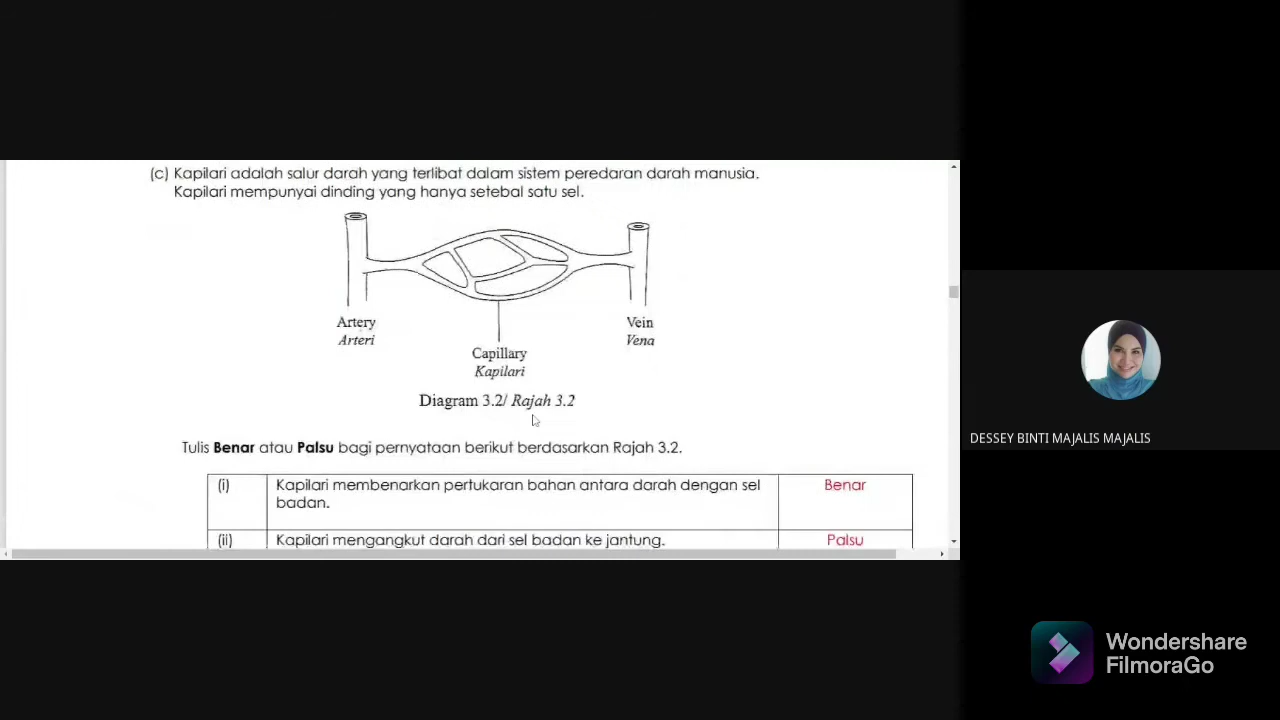 (c) Kapilari adalah salur darah yang terlibat dalam sistem peredaran darah manusia.
Kapilari mempunyai dinding yang hanya setebal satu sel.
Artery
Arteri
Vein
Vena
Capillary
Kapilari
Diagram 3.2/ Rajah 3.2
Tulis Benar atau Palsu bagi pernyataan berikut berdasarkan Rajah 3.2.
(i) Kapilari membenarkan pertukaran bahan antara darah dengan sel Benar
badan.
(ii) Kapilari mengangkut darah dari sel badan ke jantung. Palsu
DESSEY BINTI MAJALIS MAJALIS
Wondershare
FilmoraGo